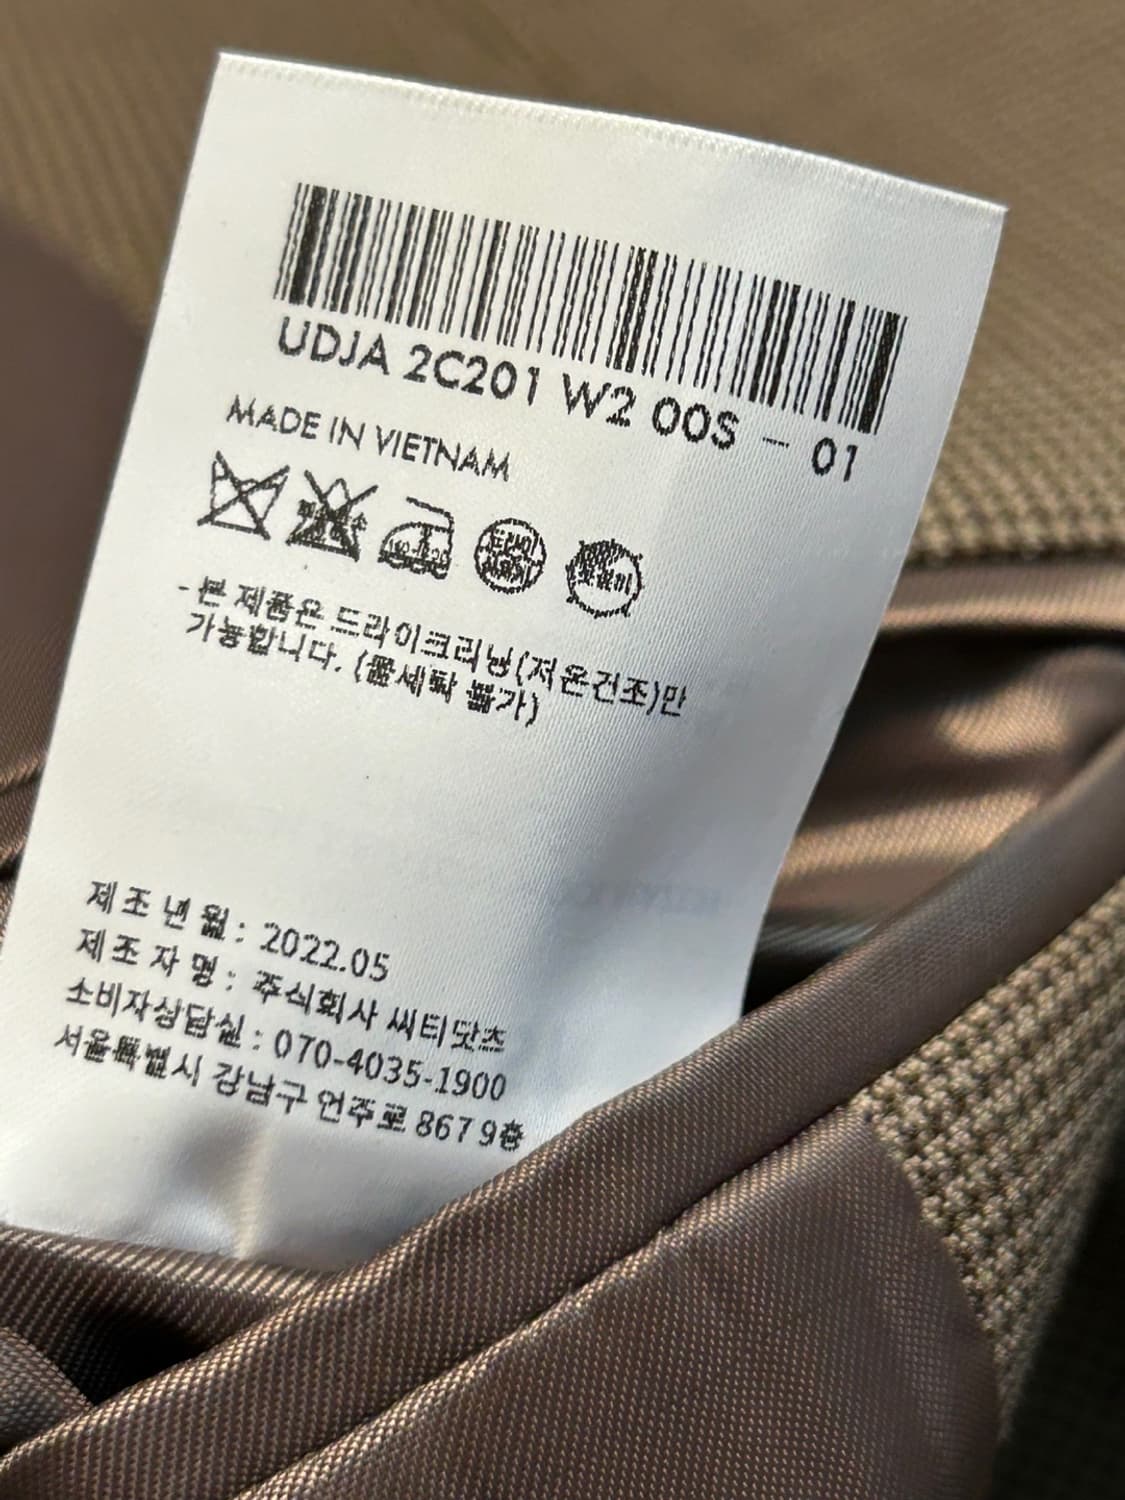 UDJA 2C201 W2 00S - 01
MADE IN VIETNAM
드라이
- 본 제품은 드라이크리닝(저온건조)만
가능합니다. (물세탁 불가)
제조년월 : 2022.05
제조자명 : 주식회사 씨티닷츠
소비자상담실 : 070-4035-1900
서울특별시 강남구 언주로 867 9층